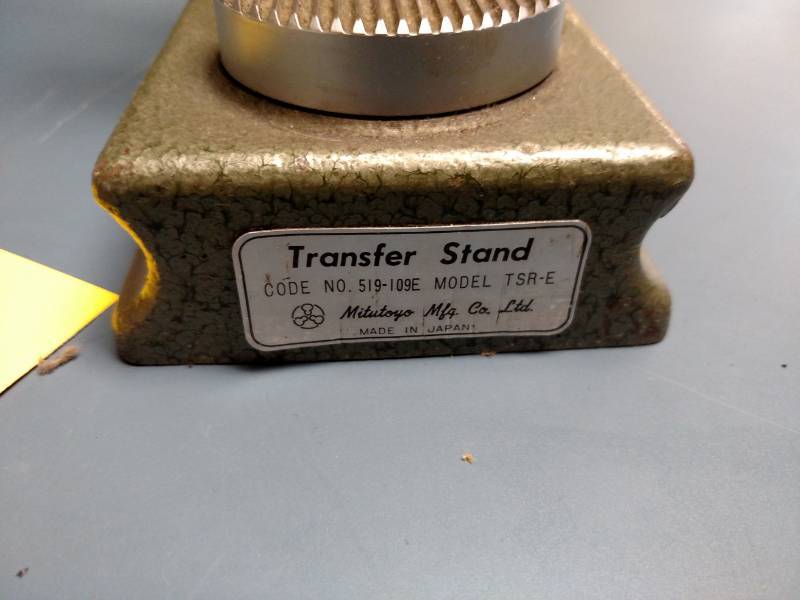 Transfer Stand
CODE NO. 519-109E MODEL TSR-E
Mitutoyo Mfg. Co. Ltd.
MADE IN JAPAN